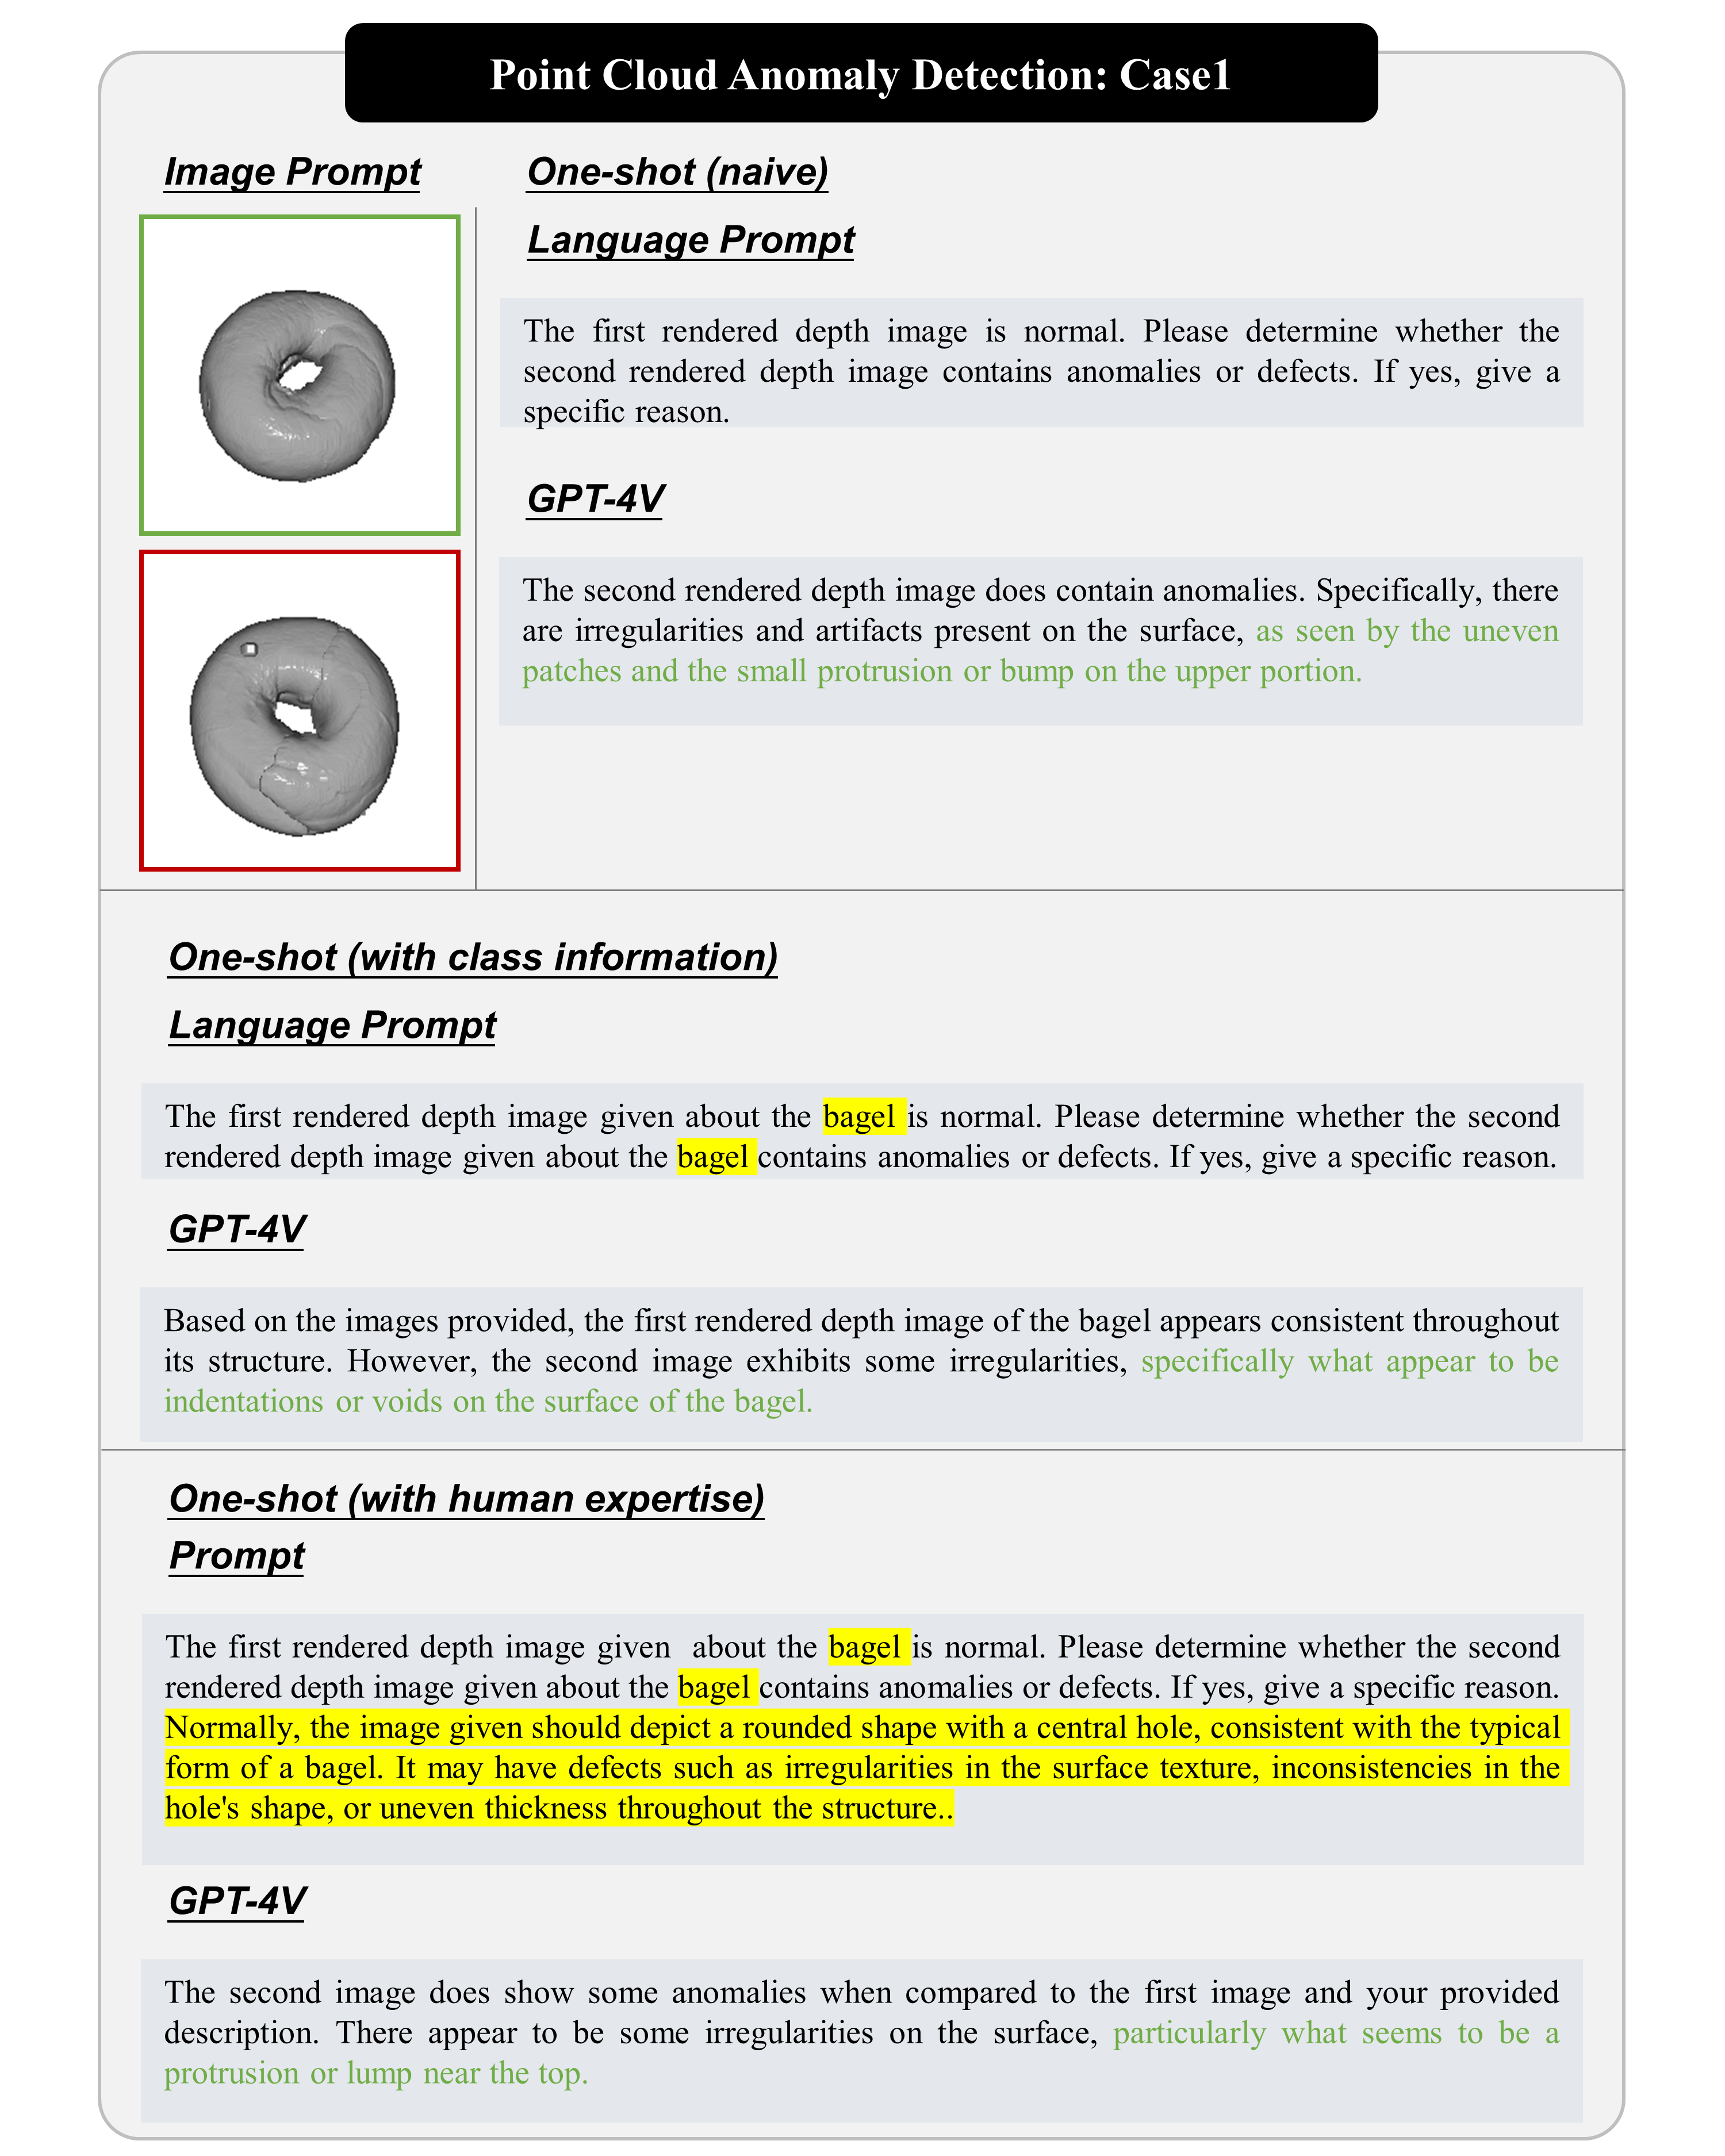 Point Cloud Anomaly Detection: Case1
Image Prompt
One-shot (naive)
Language Prompt
The first rendered depth image is normal. Please determine whether the
second rendered depth image contains anomalies or defects. If yes, give a
specific reason.
GPT-4V
The second rendered depth image does contain anomalies. Specifically, there
are irregularities and artifacts present on the surface, as seen by the uneven
patches and the small protrusion or bump on the upper portion.
One-shot (with class information)
Language Prompt
The first rendered depth image given about the bagel is normal. Please determine whether the second
rendered depth image given about the bagel contains anomalies or defects. If yes, give a specific reason.
GPT-4V
Based on the images provided, the first rendered depth image of the bagel appears consistent throughout
its structure. However, the second image exhibits some irregularities, specifically what appear to be
indentations or voids on the surface of the bagel.
One-shot (with human expertise)
Prompt
The first rendered depth image given about the bagel is normal. Please determine whether the second
rendered depth image given about the bagel contains anomalies or defects. If yes, give a specific reason.
Normally, the image given should depict a rounded shape with a central hole, consistent with the typical
form of a bagel. It may have defects such as irregularities in the surface texture, inconsistencies in the
hole's shape, or uneven thickness throughout the structure..
GPT-4V
The second image does show some anomalies when compared to the first image and your provided
description. There appear to be some irregularities on the surface, particularly what seems to be a
protrusion or lump near the top.